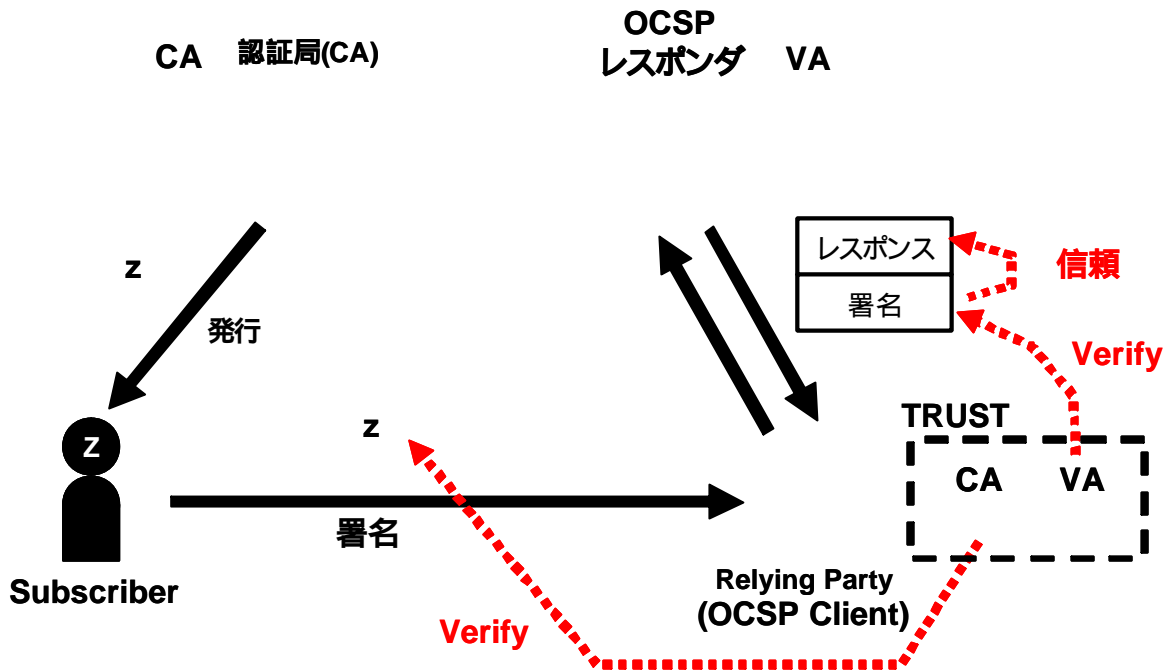 OCSP
CA 認証局(CA)
レスポンダ VA
レスポンス
信頼
z
署名
発行
Verify
TRUST
z
Z
CA VA
署名
Subscriber
Relying Party
(OCSP Client)
Verify